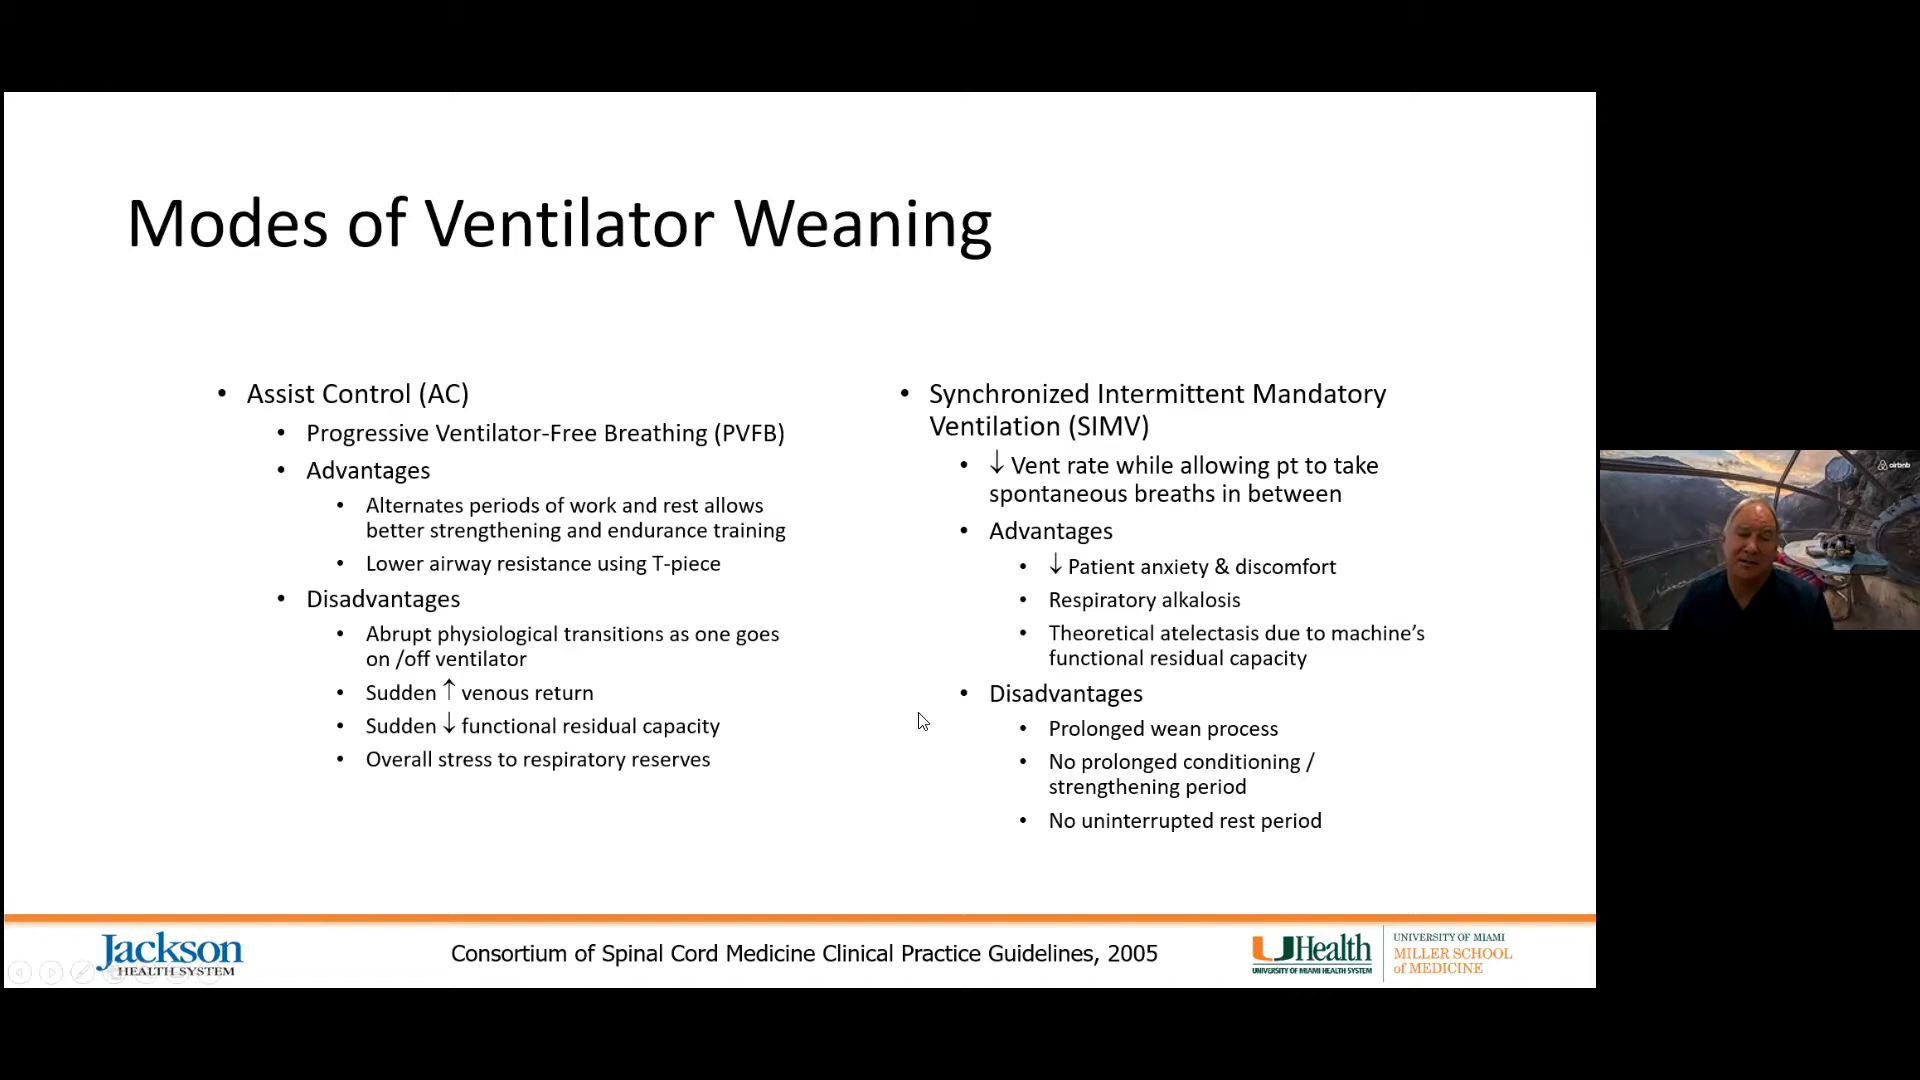 Modes of Ventilator Weaning
• Assist Control (AC)
• Progressive Ventilator-Free Breathing (PVFB)
• Advantages
• Alternates periods of work and rest allows
better strengthening and endurance training
• Lower airway resistance using T-piece
• Disadvantages
• Abrupt physiological transitions as one goes
on /off ventilator
• Sudden ↑ venous return
• Sudden ↓ functional residual capacity
• Overall stress to respiratory reserves
• Synchronized Intermittent Mandatory
Ventilation (SIMV)
• ↓ Vent rate while allowing pt to take
spontaneous breaths in between
• Advantages
• ↓ Patient anxiety & discomfort
• Respiratory alkalosis
• Theoretical atelectasis due to machine's
functional residual capacity
• Disadvantages
• Prolonged wean process
• No prolonged conditioning /
strengthening period
• No uninterrupted rest period
airbnb
Jackson
HEALTH SYSTEM
Consortium of Spinal Cord Medicine Clinical Practice Guidelines, 2005
UHealth
UNIVERSITY OF MIAMI HEALTH SYSTEM
UNIVERSITY OF MIAMI
MILLER SCHOOL
of MEDICINE